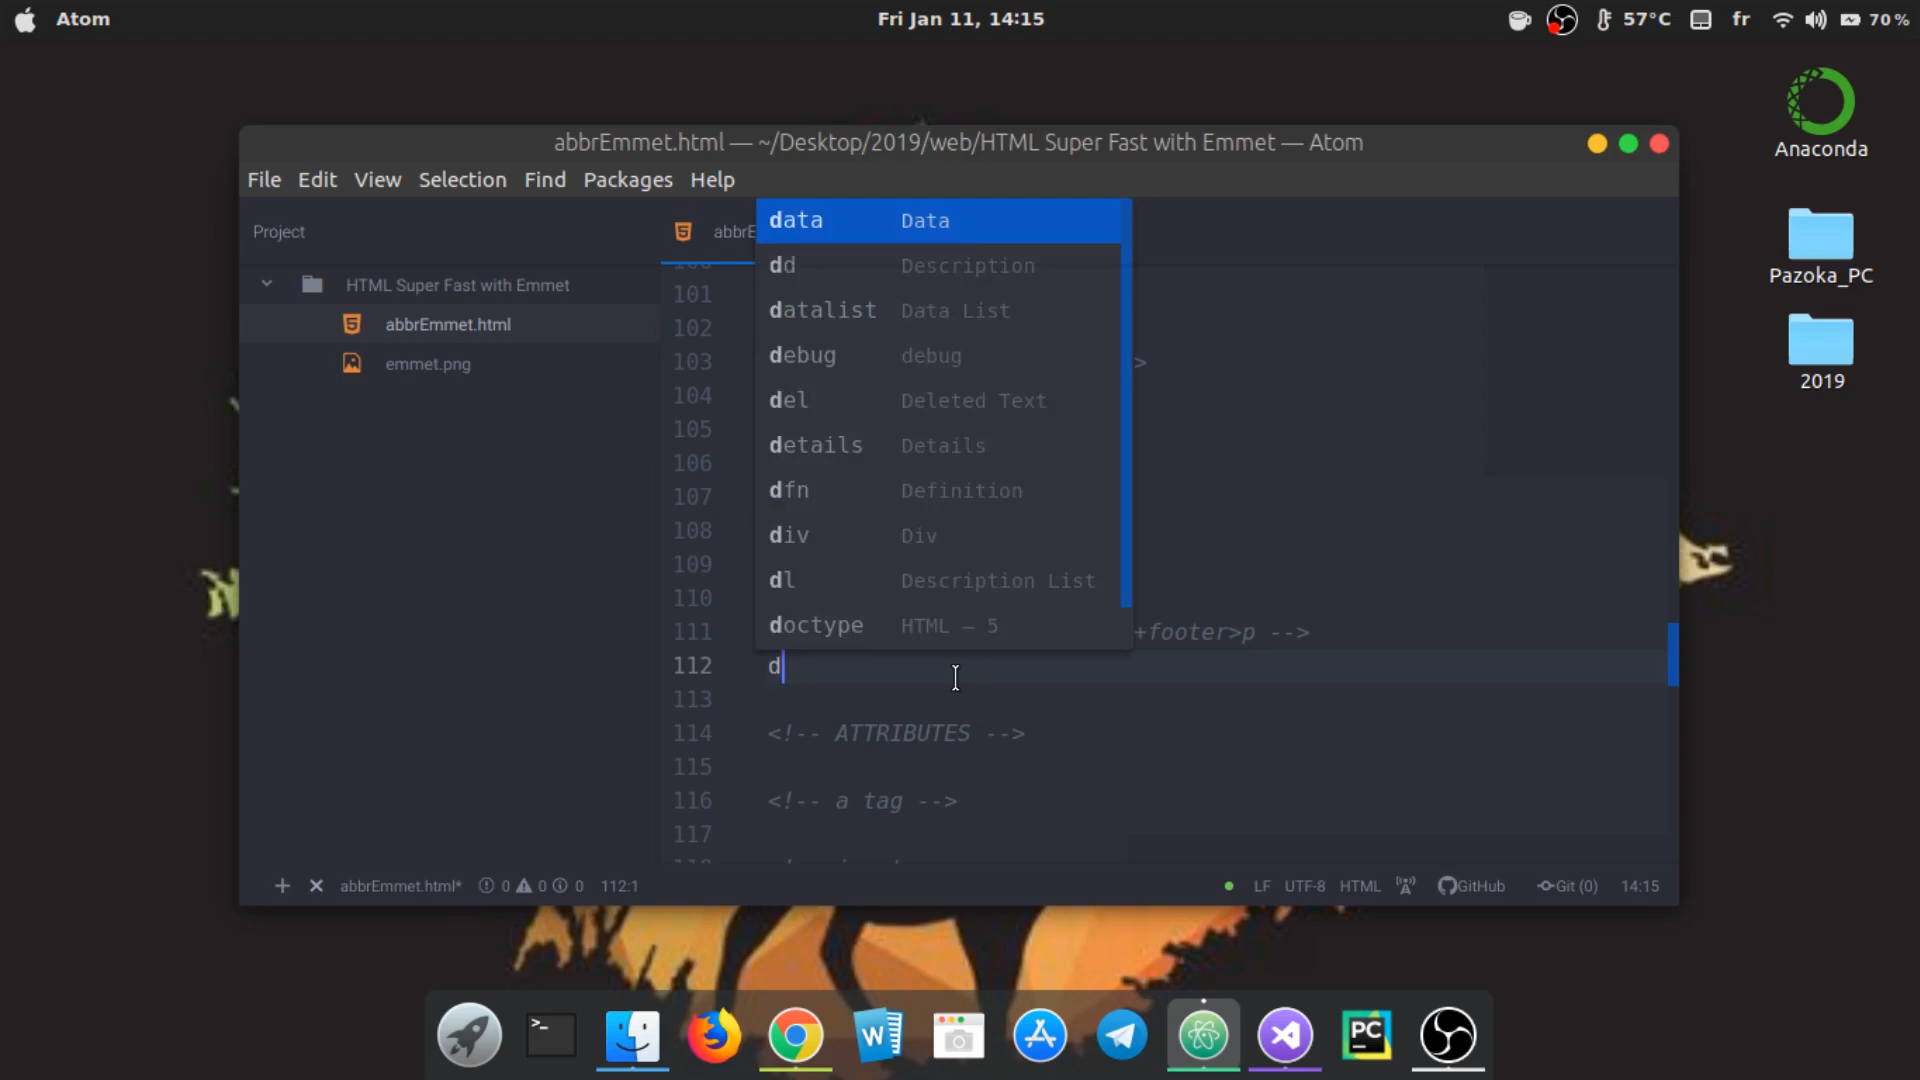 Atom
Fri Jan 11, 14:15
57°C
fr
70%
Anaconda
Pazoka_PC
2019
abbrEmmet.html — ~/Desktop/2019/web/HTML Super Fast with Emmet — Atom
File Edit View Selection Find Packages Help
Project
HTML Super Fast with Emmet
abbrEmmet.html
emmet.png
abbrE
data Data
dd Description
datalist Data List
debug debug
del Deleted Text
details Details
dfn Definition
div Div
dl Description List
doctype HTML – 5
101
102
103 >
104
105
106
107
108
109
110
111 +footer>p -->
112 d
113
114 <!-- ATTRIBUTES -->
115
116 <!-- a tag -->
117
abbrEmmet.html* 0 0 0 112:1
LF UTF-8 HTML GitHub Git (0) 14:15
>_
W
PC